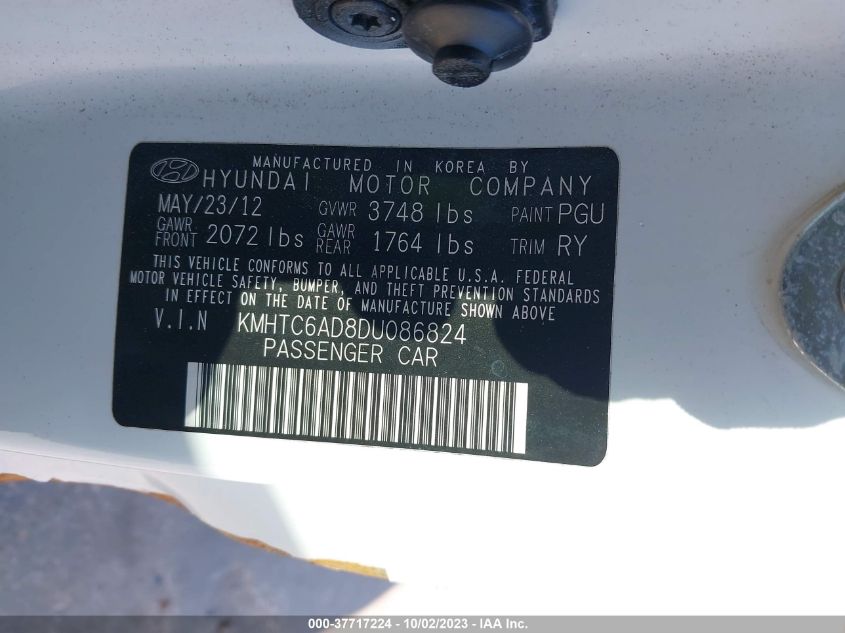 MANUFACTURED IN KOREA BY
HYUNDAI MOTOR COMPANY
MAY/23/12 GVWR 3748 lbs PAINT PGU
GAWR FRONT 2072 lbs GAWR REAR 1764 lbs TRIM RY
THIS VEHICLE CONFORMS TO ALL APPLICABLE U.S.A. FEDERAL
MOTOR VEHICLE SAFETY, BUMPER, AND THEFT PREVENTION STANDARDS
IN EFFECT ON THE DATE OF MANUFACTURE SHOWN ABOVE
V.I.N KMHTC6AD8DU086824
PASSENGER CAR
000-37717224 - 10/02/2023 - IAA Inc.